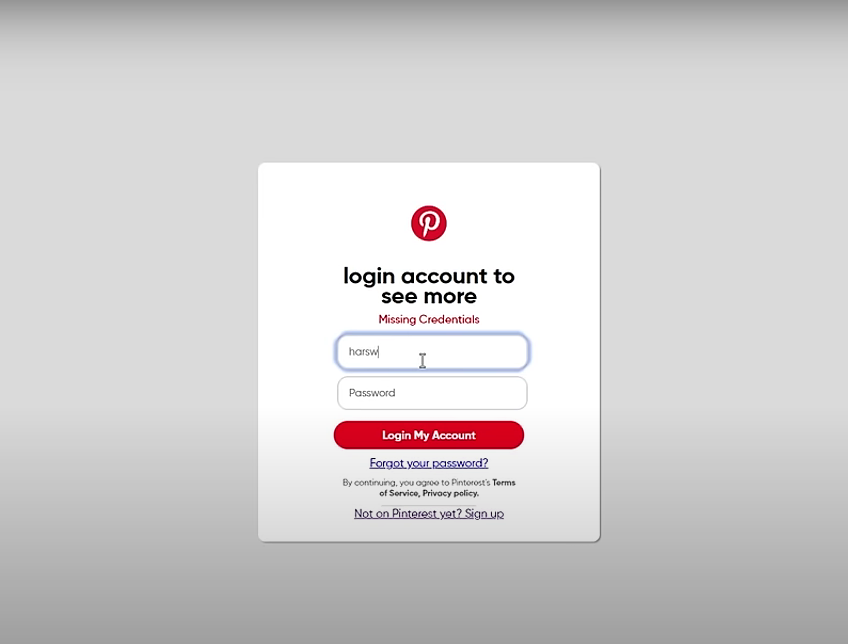 login account to
see more
Missing Credentials
harsw
Password
Login My Account
Forgot your password?
By continuing, you agree to Pinterest's Terms
of Service, Privacy policy.
Not on Pinterest yet? Sign up